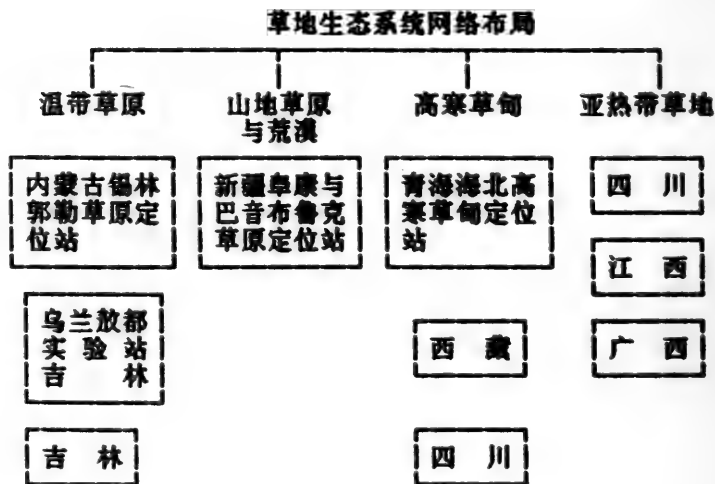 草地生态系统网络布局
温带草原
山地草原
与荒漠
高寒草甸
亚热带草地
内蒙古锡林
郭勒草原定
位站
新疆阜康与
巴音布鲁克
草原定位站
青海海北高
寒草甸定位
站
四川
江西
乌兰敖都
实验站
吉林
西藏
广西
吉林
四川